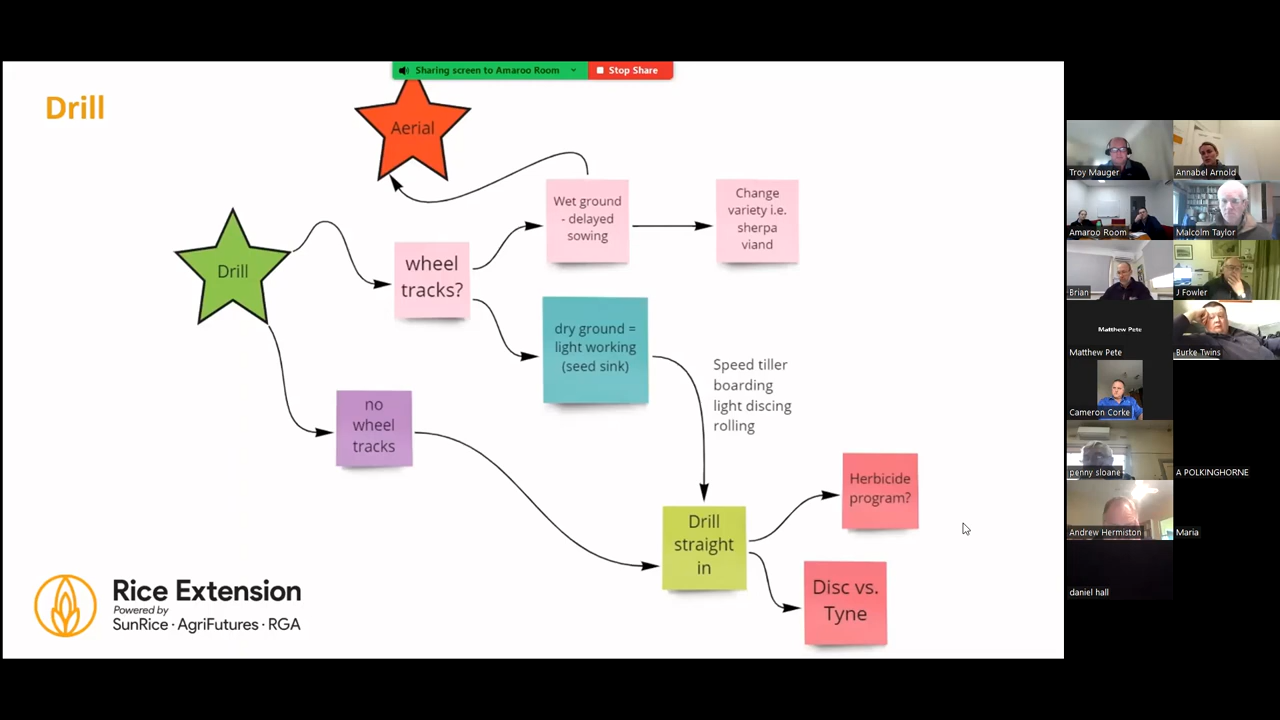 Sharing screen to Amaroo Room
Stop Share
Drill
Aerial
Drill
wheel
tracks?
Wet ground
- delayed
sowing
Change
variety i.e.
sherpa
viand
dry ground =
light working
(seed sink)
Speed tiller
boarding
light discing
rolling
no
wheel
tracks
Drill
straight
in
Herbicide
program?
Disc vs.
Tyne
Rice Extension
Powered by
SunRice · AgriFutures · RGA
Troy Mauger
Annabel Arnold
Amaroo Room
Malcolm Taylor
Brian
J Fowler
Matthew Pete
Matthew Pete
Burke Twins
Cameron Corke
penny sloane
A POLKINGHORNE
Andrew Hermiston
Maria
daniel hall